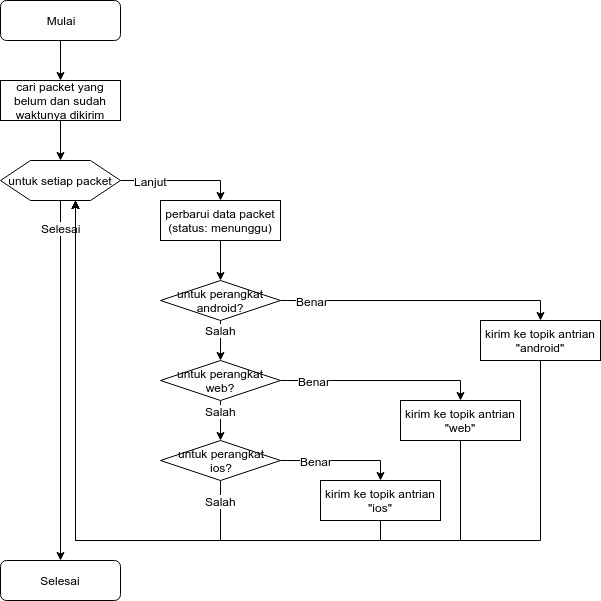 Mulai
cari packet yang
belum dan sudah
waktunya dikirim
untuk setiap packet
Lanjut
perbarui data packet
(status: menunggu)
Selesai
untuk perangkat
android?
Benar
kirim ke topik antrian
"android"
Salah
untuk perangkat
web?
Benar
kirim ke topik antrian
"web"
Salah
untuk perangkat
ios?
Benar
kirim ke topik antrian
"ios"
Salah
Selesai